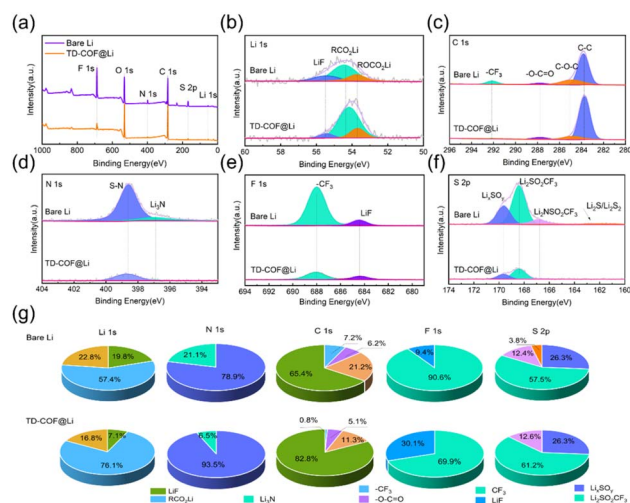 (a)
Bare Li
TD-COF@Li
F 1s
O 1s
C 1s
N 1s
S 2p
Li 1s
Intensity(a.u.)
1000 800 600 400 200 0
Binding Energy(eV)
(b)
Li 1s
RCO₂Li
LiF
ROCO₂Li
Bare Li
TD-COF@Li
Intensity(a.u.)
60 58 56 54 52 50
Binding Energy(eV)
(c)
C 1s
C-C
C-O-C
-O-C=O
-CF₃
Bare Li
TD-COF@Li
Intensity(a.u.)
296 294 292 290 288 286 284 282 280
Binding Energy(eV)
(d)
N 1s
S-N
Li₃N
Bare Li
TD-COF@Li
Intensity(a.u.)
404 402 400 398 396 394
Binding Energy(eV)
(e)
F 1s
-CF₃
LiF
Bare Li
TD-COF@Li
Intensity(a.u.)
694 692 690 688 686 684 682 680
Binding Energy(eV)
(f)
S 2p
Li₂SO₂CF₃
LiₓSOᵧ
Li₂NSO₂CF₃
Li₂S/Li₂S₂
Bare Li
TD-COF@Li
Intensity(a.u.)
174 172 170 168 166 164 162 160
Binding Energy(eV)
(g)
Li 1s N 1s C 1s F 1s S 2p
Bare Li
22.8% 19.8%
57.4%
21.1%
78.9%
7.2%
6.2%
21.2%
65.4%
9.4%
90.6%
3.8%
12.4%
26.3%
57.5%
TD-COF@Li
16.8% 7.1%
76.1%
6.5%
93.5%
0.8%
5.1%
11.3%
82.8%
30.1%
69.9%
12.6%
26.3%
61.2%
LiF
RCO₂Li
Li₃N
-CF₃
-O-C=O
CF₃
LiF
LiₓSOᵧ
Li₂SO₂CF₃